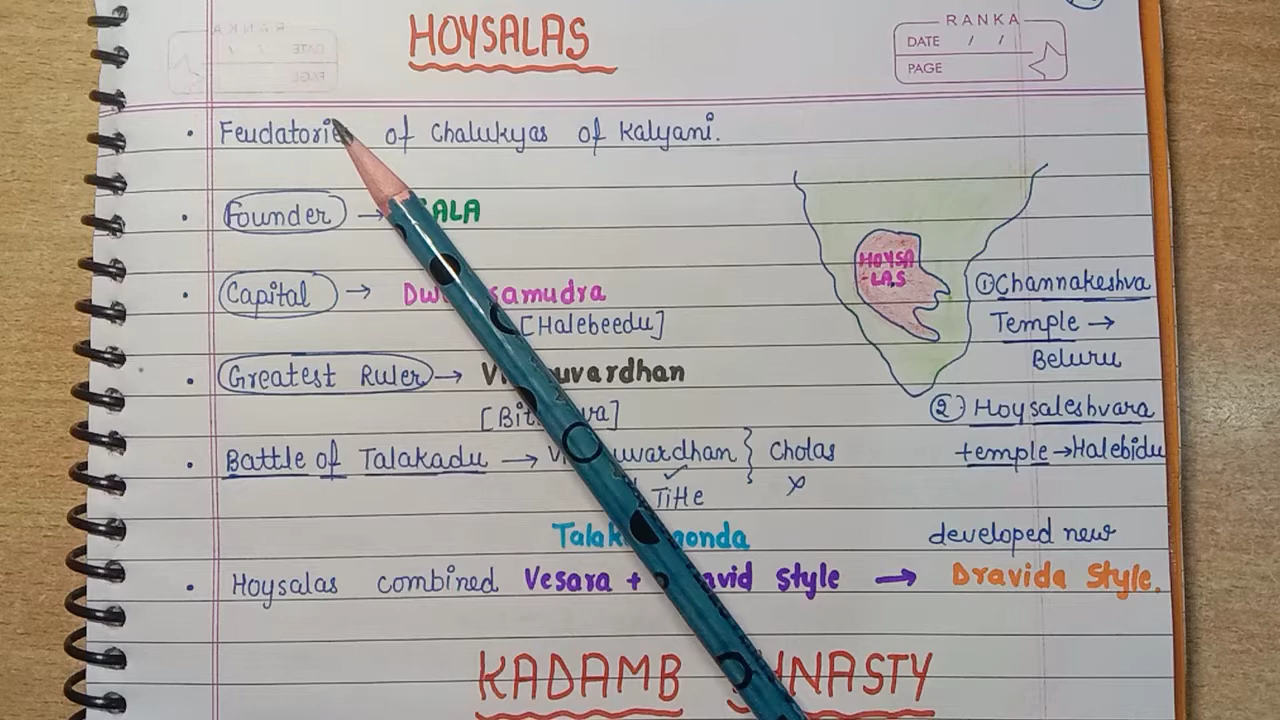 HOYSALAS
RANKA
DATE / /
PAGE
• Feudatorie of Chalukyas of Kalyani.
• Founder → SALA
• Capital → samudra
[Halebeedu]
• Greatest Ruler → uvardhan
• Battle of Talakadu → uvardhan } Cholas
✓ Title x
Talak onda
• Hoysalas combined Vesara + avid style → developed new Dravida Style.
HOYSA
-LAS
① Channakeshva
Temple →
Beluru
② Hoysaleshvara
temple → Halebidu
KADAMB NASTY